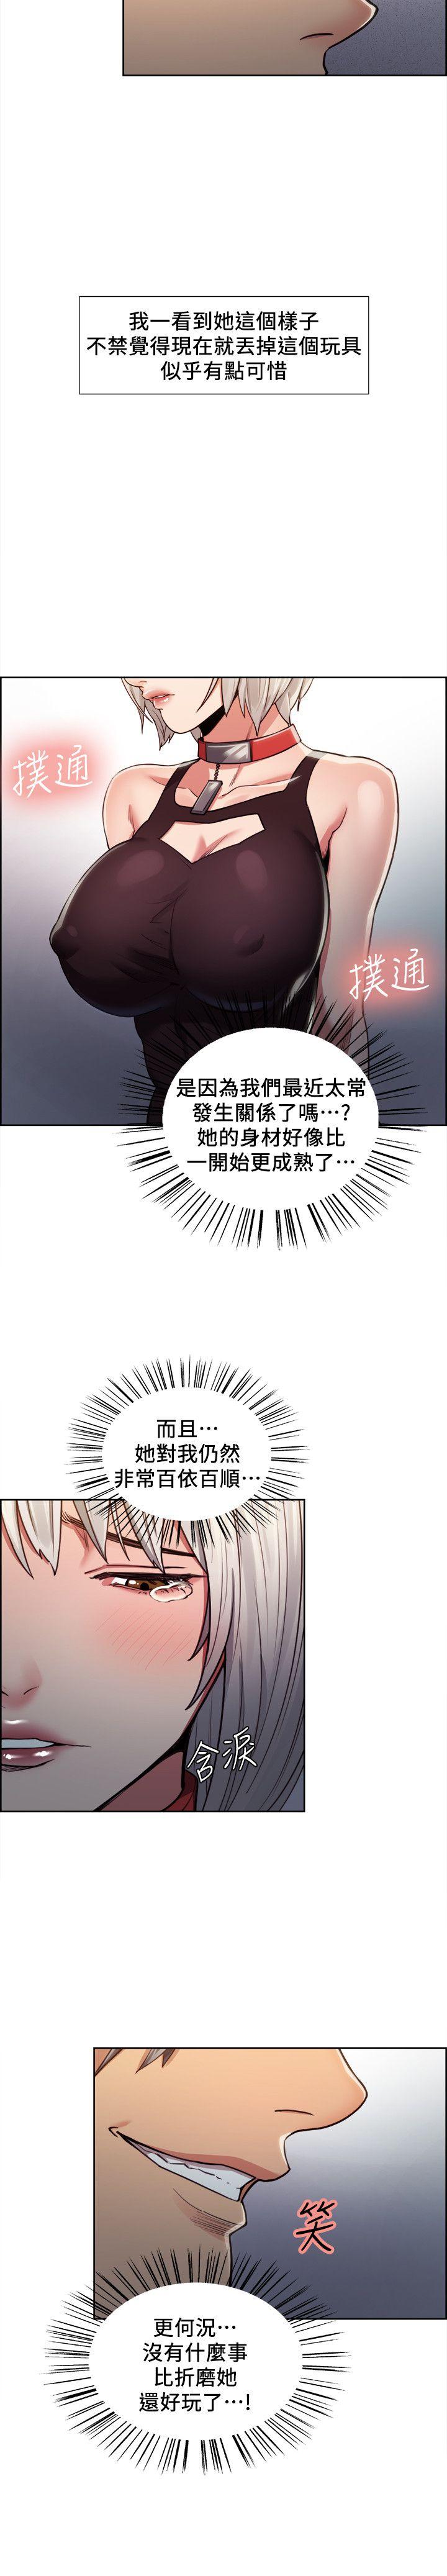 我一看到她這個樣子
不禁覺得現在就丟掉這個玩具
似乎有點可惜
撲通
撲通
是因為我們最近太常
發生關係了嗎…?
她的身材好像比
一開始更成熟了…
而且…
她對我仍然
非常百依百順…
含淚
笑
更何況…
沒有什麼事
比折磨她
還好玩了…!